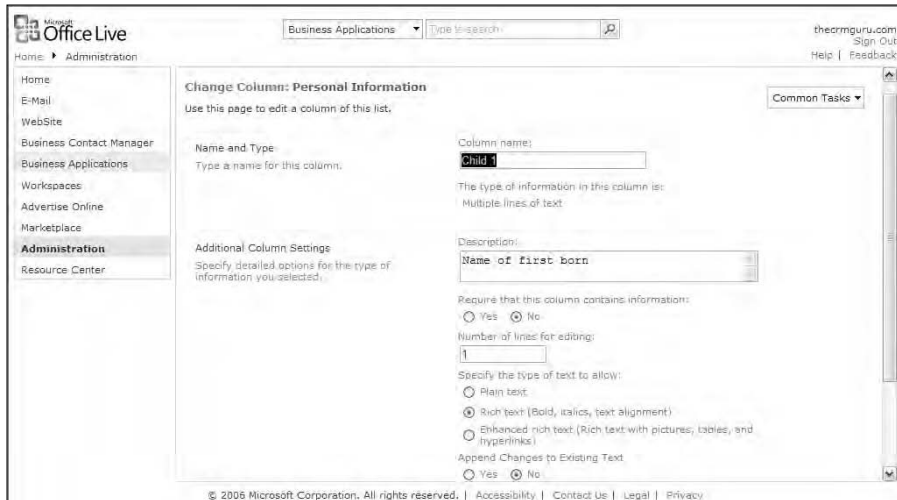 Microsoft
Office Live
Business Applications
Type to search
thecrmguru.com
Sign Out
Home Administration
Help | Feedback
Home
E-Mail
WebSite
Business Contact Manager
Business Applications
Workspaces
Advertise Online
Marketplace
Administration
Resource Center
Change Column: Personal Information
Use this page to edit a column of this list.
Common Tasks
Name and Type
Type a name for this column.
Column name:
Child 1
The type of information in this column is:
Multiple lines of text
Additional Column Settings
Specify detailed options for the type of
information you selected.
Description:
Name of first born
Require that this column contains information:
Yes No
Number of lines for editing:
1
Specify the type of text to allow:
Plain text
Rich text (Bold, italics, text alignment)
Enhanced rich text (Rich text with pictures, tables, and
hyperlinks)
Append Changes to Existing Text
Yes No
© 2006 Microsoft Corporation. All rights reserved. | Accessibility | Contact Us | Legal | Privacy